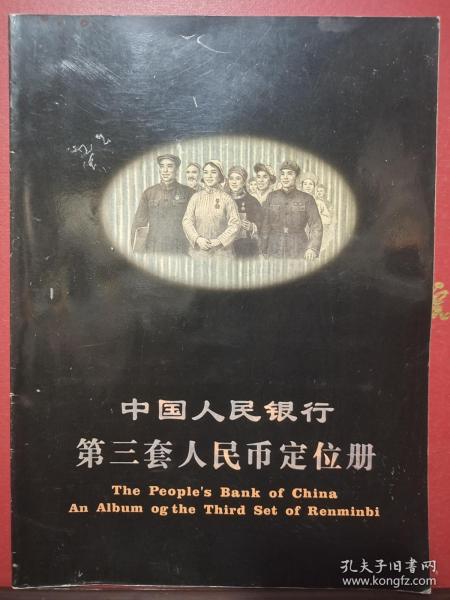 中国人民银行
第三套人民币定位册
The People's Bank of China
An Album og the Third Set of Renminbi
孔夫子旧书网
www.kongfz.com